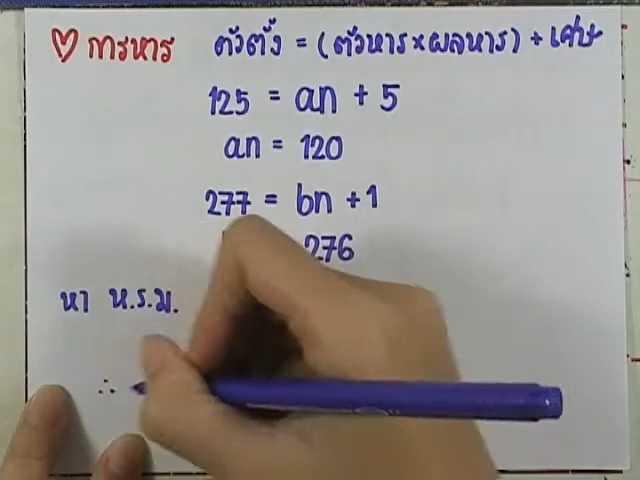 ♡ การหาร ตัวตั้ง = (ตัวหาร×ผลหาร) + เศษ
125 = an + 5
an = 120
277 = bn + 1
276
หา ห.ร.ม.
∴